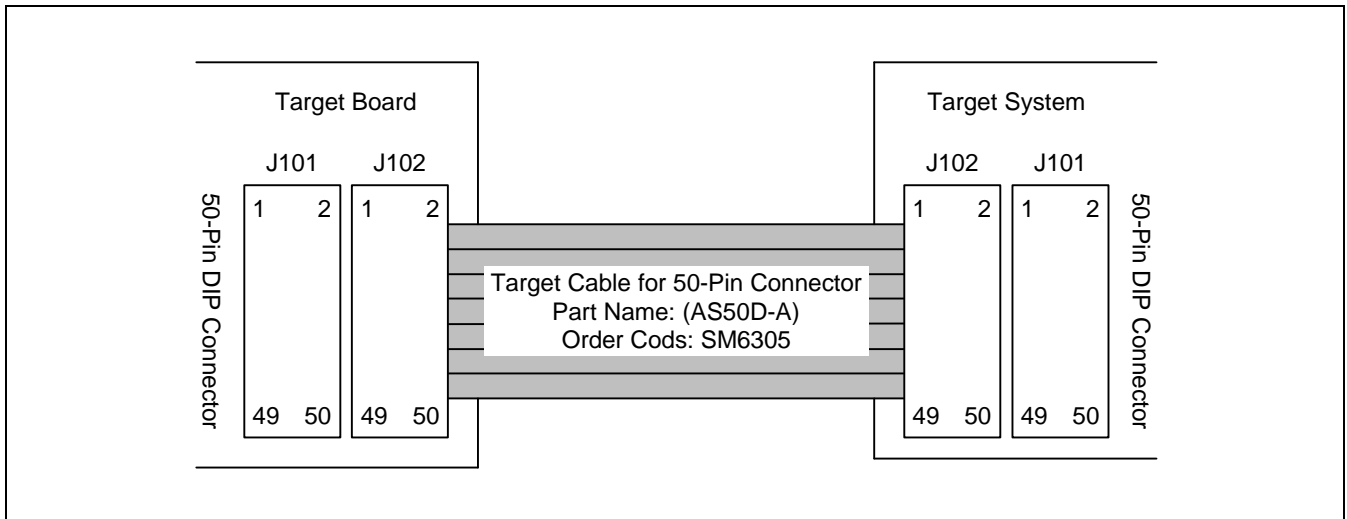 Target Board
J101
J102
50-Pin DIP Connector
1 2
49 50
1 2
49 50
Target Cable for 50-Pin Connector
Part Name: (AS50D-A)
Order Cods: SM6305
Target System
J102
J101
1 2
49 50
1 2
49 50
50-Pin DIP Connector